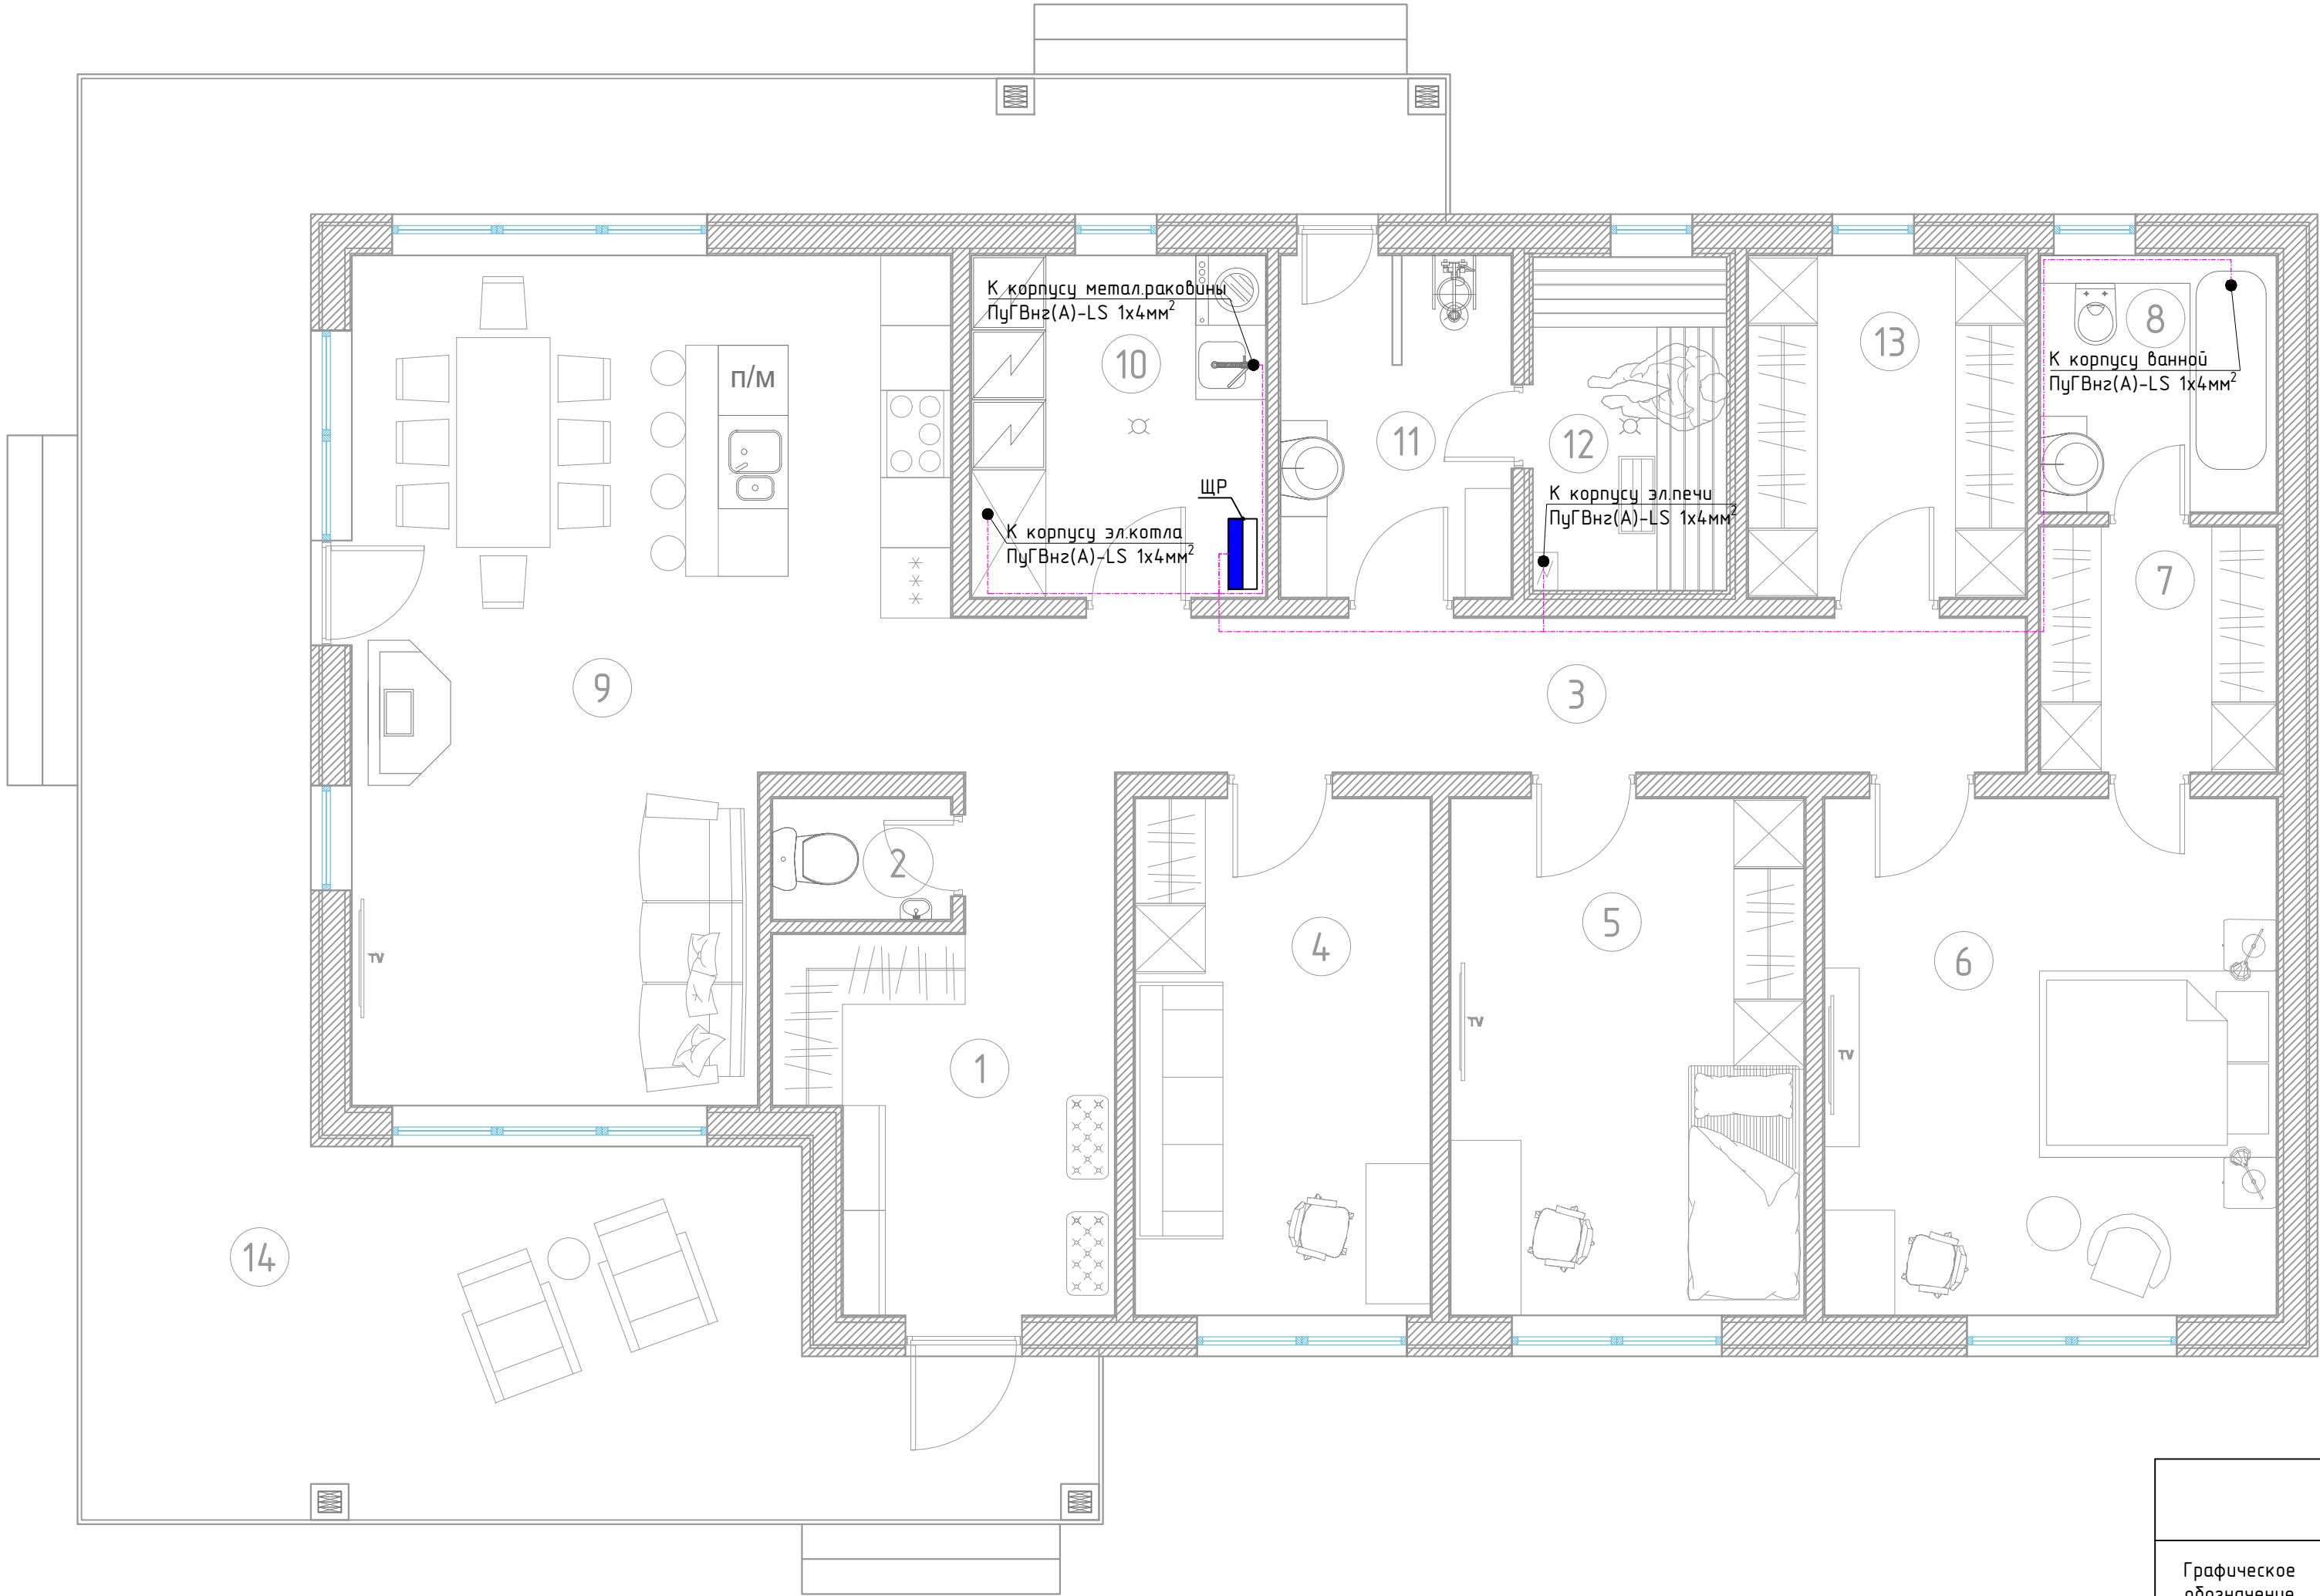 К корпусу метал.раковины
ПуГВнг(А)-LS 1х4мм²
10
п/м
13
8
К корпусу ванной
ПуГВнг(А)-LS 1х4мм²
11
12
ЩР
К корпусу эл.печи
ПуГВнг(А)-LS 1х4мм²
К корпусу эл.котла
ПуГВнг(А)-LS 1х4мм²
7
9
3
2
4
5
6
TV
TV
TV
1
14
Графическое
обозначение